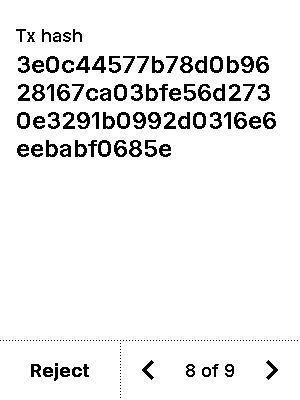 Tx hash
3e0c44577b78d0b96
28167ca03bfe56d273
0e3291b0992d0316e6
eebabf0685e
Reject
8 of 9